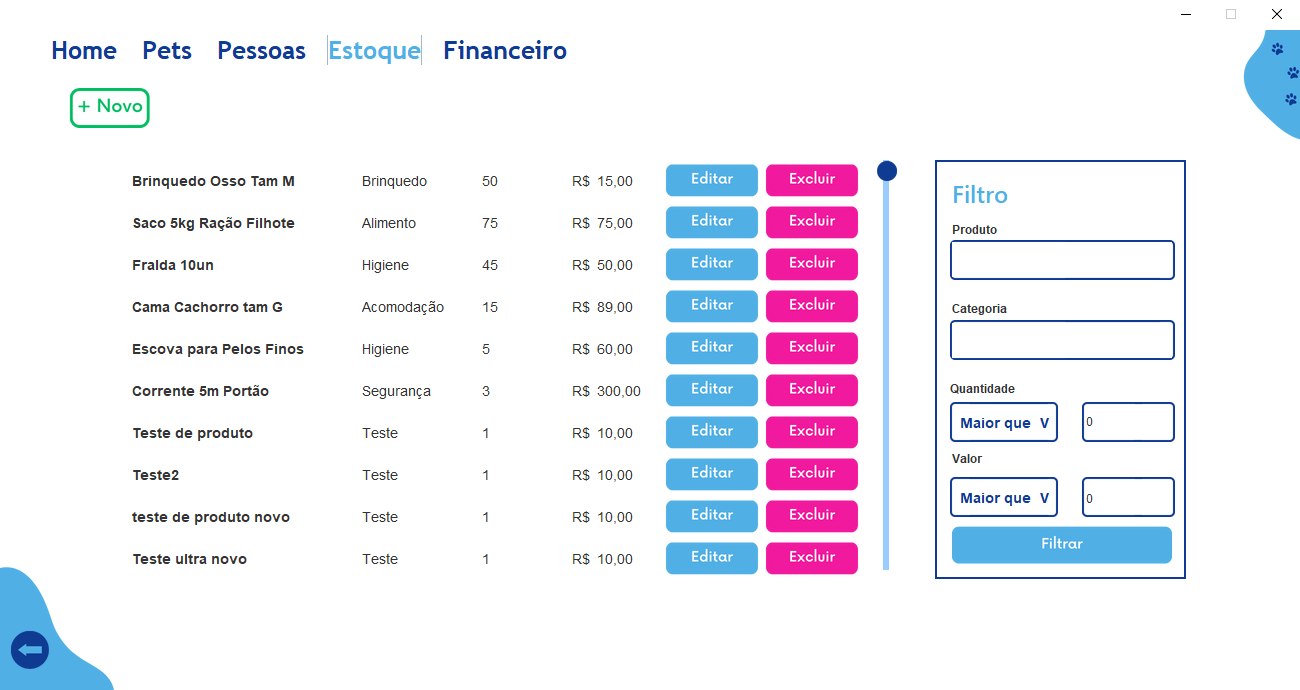 Home Pets Pessoas Estoque Financeiro
+ Novo
Brinquedo Osso Tam M Brinquedo 50 R$ 15,00 Editar Excluir
Saco 5kg Ração Filhote Alimento 75 R$ 75,00 Editar Excluir
Fralda 10un Higiene 45 R$ 50,00 Editar Excluir
Cama Cachorro tam G Acomodação 15 R$ 89,00 Editar Excluir
Escova para Pelos Finos Higiene 5 R$ 60,00 Editar Excluir
Corrente 5m Portão Segurança 3 R$ 300,00 Editar Excluir
Teste de produto Teste 1 R$ 10,00 Editar Excluir
Teste2 Teste 1 R$ 10,00 Editar Excluir
teste de produto novo Teste 1 R$ 10,00 Editar Excluir
Teste ultra novo Teste 1 R$ 10,00 Editar Excluir
Filtro
Produto
Categoria
Quantidade
Maior que V 0
Valor
Maior que V 0
Filtrar